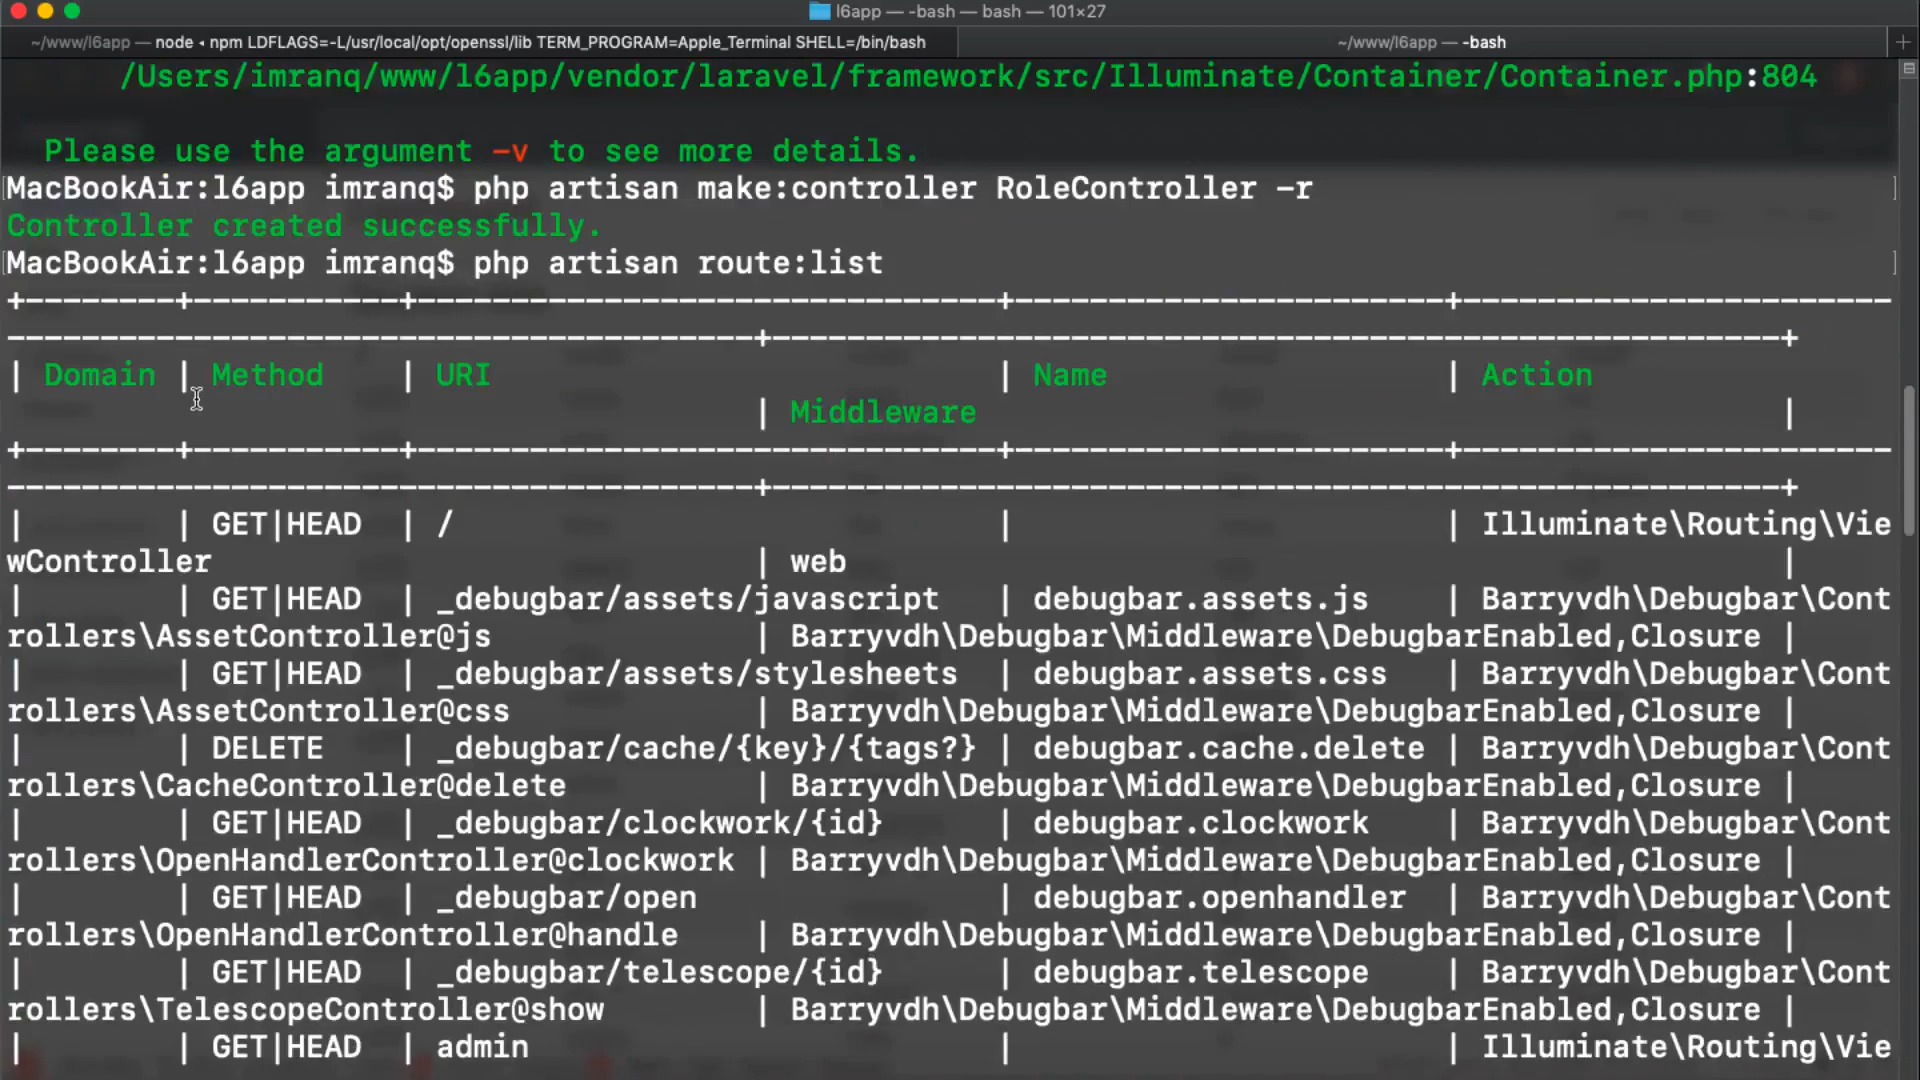 l6app — -bash — bash — 101×27
~/www/l6app — node ◂ npm LDFLAGS=-L/usr/local/opt/openssl/lib TERM_PROGRAM=Apple_Terminal SHELL=/bin/bash
~/www/l6app — -bash
/Users/imranq/www/l6app/vendor/laravel/framework/src/Illuminate/Container/Container.php:804
Please use the argument -v to see more details.
MacBookAir:l6app imranq$ php artisan make:controller RoleController -r
Controller created successfully.
MacBookAir:l6app imranq$ php artisan route:list
+--------+-----------+-------------------------------+-----------------------+-----------------------
----------------------------------------+------------------------------------------------------+
| Domain | Method    | URI                           | Name                  | Action
                                        | Middleware                                           |
+--------+-----------+-------------------------------+-----------------------+-----------------------
----------------------------------------+------------------------------------------------------+
|        | GET|HEAD  | /                             |                       | Illuminate\Routing\Vie
wController                             | web                                                  |
|        | GET|HEAD  | _debugbar/assets/javascript   | debugbar.assets.js    | Barryvdh\Debugbar\Cont
rollers\AssetController@js              | Barryvdh\Debugbar\Middleware\DebugbarEnabled,Closure |
|        | GET|HEAD  | _debugbar/assets/stylesheets  | debugbar.assets.css   | Barryvdh\Debugbar\Cont
rollers\AssetController@css             | Barryvdh\Debugbar\Middleware\DebugbarEnabled,Closure |
|        | DELETE    | _debugbar/cache/{key}/{tags?} | debugbar.cache.delete | Barryvdh\Debugbar\Cont
rollers\CacheController@delete          | Barryvdh\Debugbar\Middleware\DebugbarEnabled,Closure |
|        | GET|HEAD  | _debugbar/clockwork/{id}      | debugbar.clockwork    | Barryvdh\Debugbar\Cont
rollers\OpenHandlerController@clockwork | Barryvdh\Debugbar\Middleware\DebugbarEnabled,Closure |
|        | GET|HEAD  | _debugbar/open                | debugbar.openhandler  | Barryvdh\Debugbar\Cont
rollers\OpenHandlerController@handle    | Barryvdh\Debugbar\Middleware\DebugbarEnabled,Closure |
|        | GET|HEAD  | _debugbar/telescope/{id}      | debugbar.telescope    | Barryvdh\Debugbar\Cont
rollers\TelescopeController@show        | Barryvdh\Debugbar\Middleware\DebugbarEnabled,Closure |
|        | GET|HEAD  | admin                         |                       | Illuminate\Routing\Vie